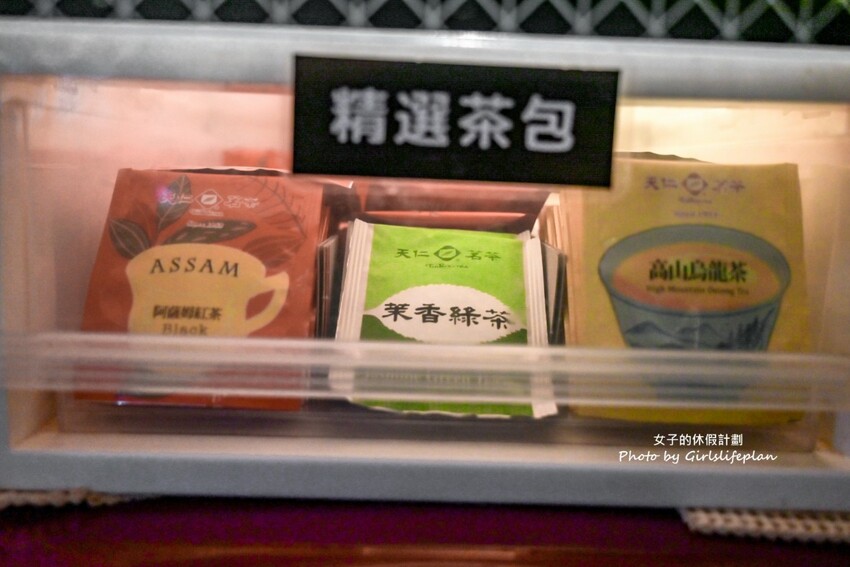 精選茶包
天仁 茗茶
ASSAM
阿薩姆紅茶
Black
天仁 茗茶
茉香綠茶
天仁 茗茶
高山烏龍茶
High Mountain Oolong Tea
女子的休假計劃
Photo by Girlslifeplan